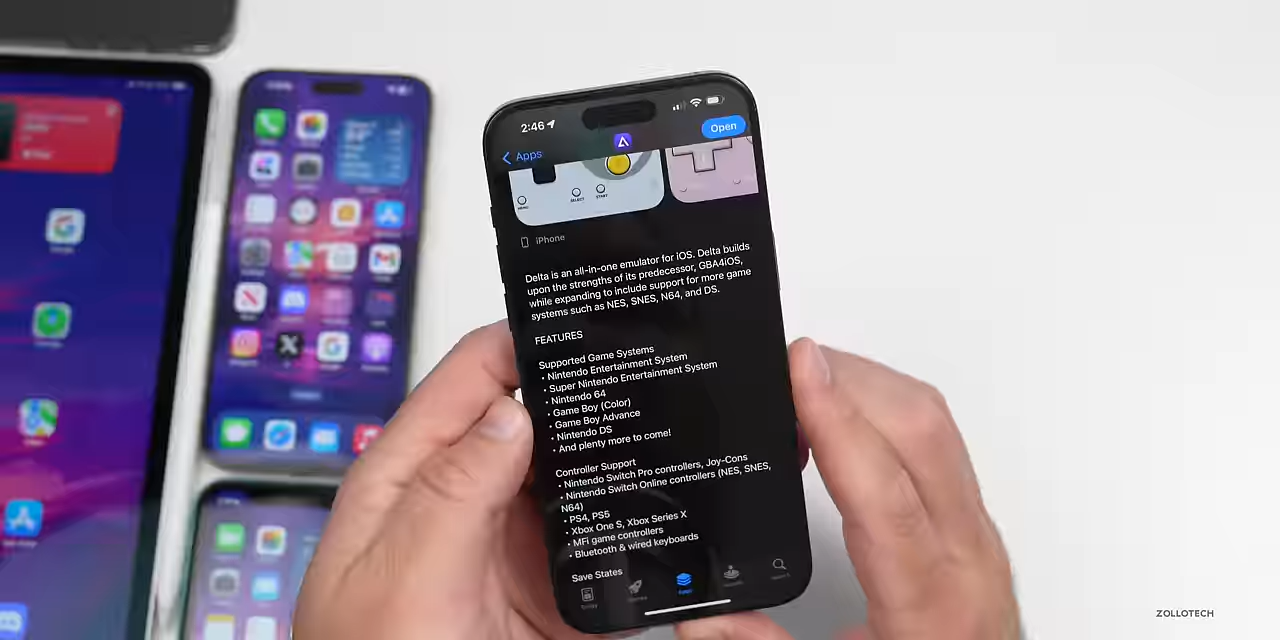 2:46
Open
Apps
SELECT
START
iPhone
Delta is an all-in-one emulator for iOS. Delta builds
upon the strengths of its predecessor, GBA4iOS,
while expanding to include support for more game
systems such as NES, SNES, N64, and DS.
FEATURES
Supported Game Systems
• Nintendo Entertainment System
• Super Nintendo Entertainment System
• Nintendo 64
• Game Boy (Color)
• Game Boy Advance
• Nintendo DS
• And plenty more to come!
Controller Support
• Nintendo Switch Pro controllers, Joy-Cons
• Nintendo Switch Online controllers (NES, SNES,
N64)
• PS4, PS5
• Xbox One S, Xbox Series X
• MFi game controllers
• Bluetooth & wired keyboards
Save States
ZOLLOTECH